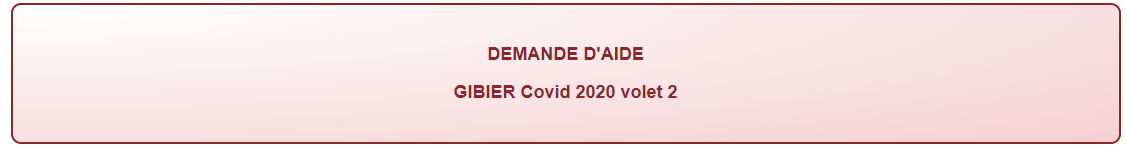 DEMANDE D'AIDE
GIBIER Covid 2020 volet 2